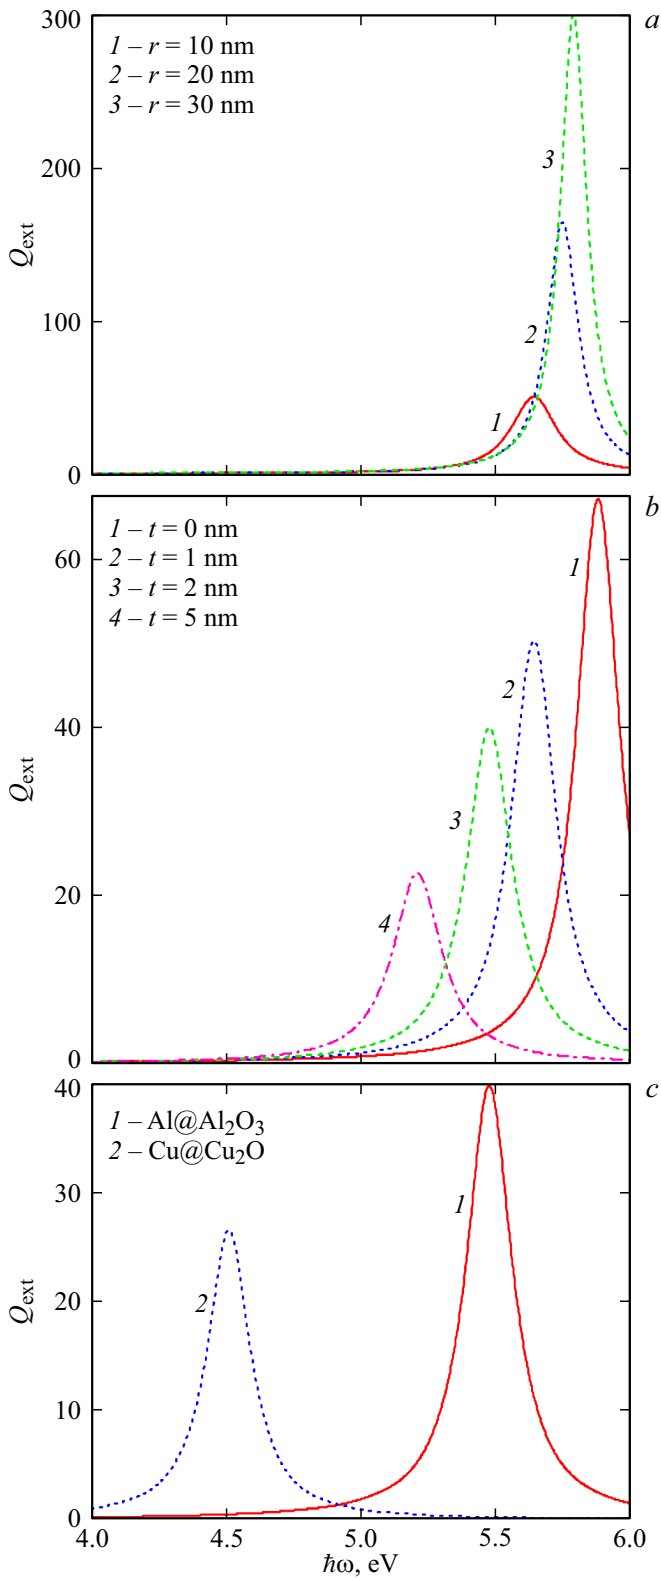 300
a
1 – r = 10 nm
2 – r = 20 nm
3 – r = 30 nm
3
200
Qext
2
100
1
0
b
1 – t = 0 nm
2 – t = 1 nm
3 – t = 2 nm
4 – t = 5 nm
1
60
2
40
Qext
3
4
20
0
40
c
1 – Al@Al₂O₃
2 – Cu@Cu₂O
30
1
Qext
20
2
10
0
4.0 4.5 5.0 5.5 6.0
ħω, eV